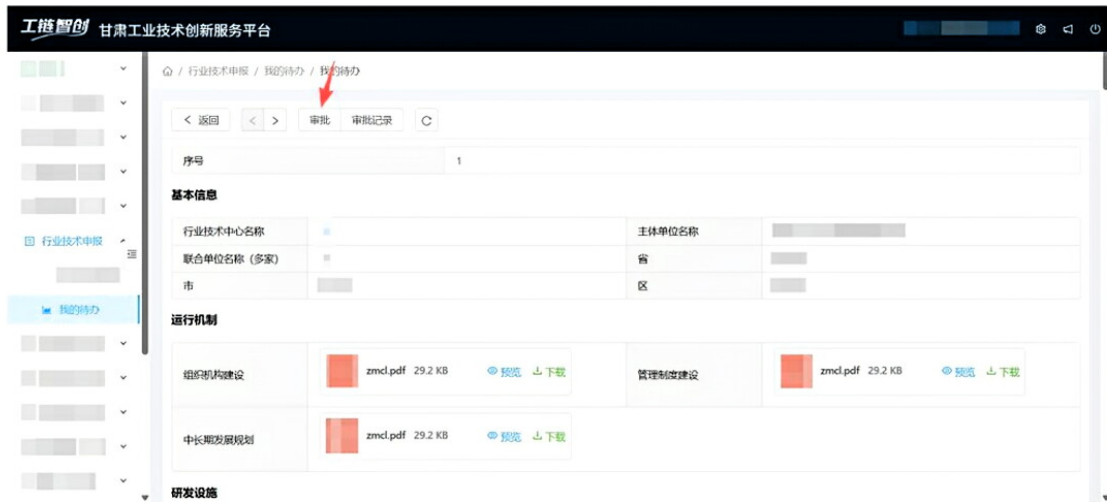 工链智创 甘肃工业技术创新服务平台
/ 行业技术申报 / 我的待办 / 我的待办
< 返回 < > 审批 审批记录
序号 1
基本信息
行业技术中心名称 主体单位名称
联合单位名称（多家） 省
市 区
行业技术申报
我的待办
运行机制
组织机构建设 zmcl.pdf 29.2 KB 预览 下载 管理制度建设 zmcl.pdf 29.2 KB 预览 下载
中长期发展规划 zmcl.pdf 29.2 KB 预览 下载
研发设施